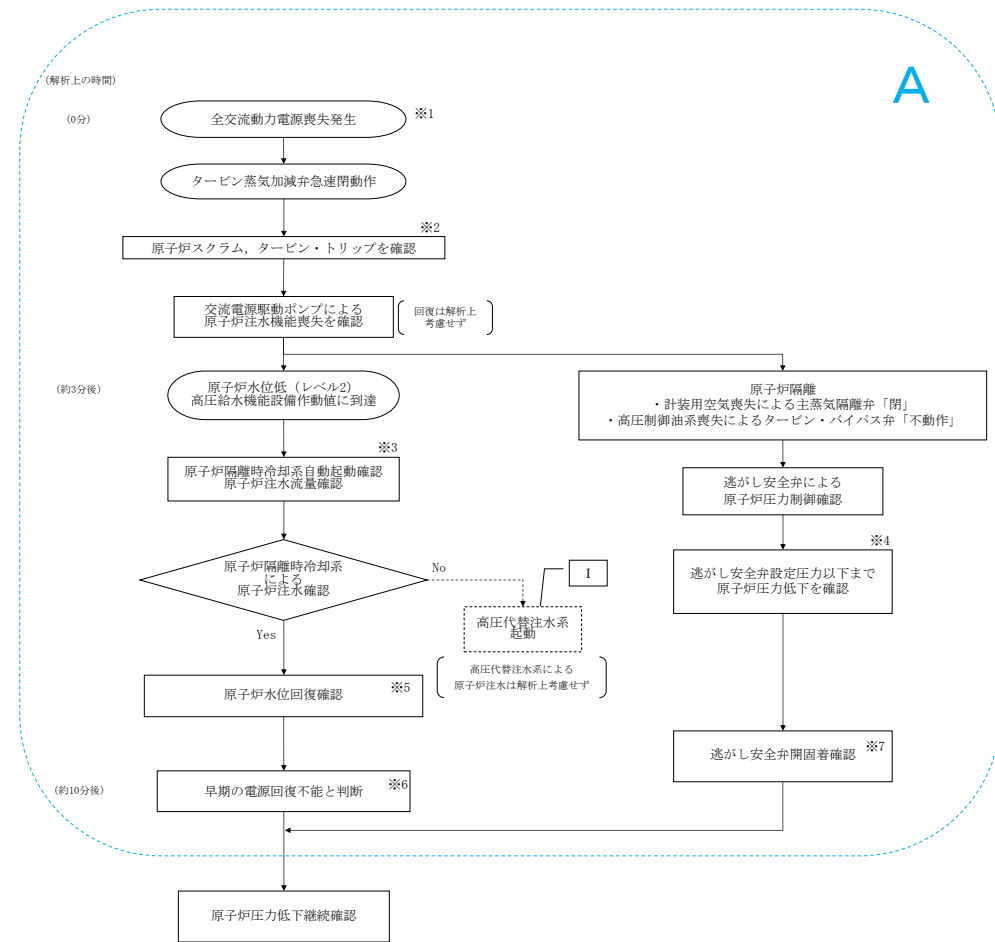 A
(解析上の時間)
(0分)
全交流動力電源喪失発生
※1
タービン蒸気加減弁急速閉動作
※2
原子炉スクラム，タービン・トリップを確認
交流電源駆動ポンプによる
原子炉注水機能喪失を確認
回復は解析上
考慮せず
(約3分後)
原子炉水位低（レベル2）
高圧給水機能設備作動値に到達
原子炉隔離
・計装用空気喪失による主蒸気隔離弁「閉」
・高圧制御油系喪失によるタービン・バイパス弁「不動作」
※3
原子炉隔離時冷却系自動起動確認
原子炉注水流量確認
逃がし安全弁による
原子炉圧力制御確認
※4
逃がし安全弁設定圧力以下まで
原子炉圧力低下を確認
原子炉隔離時冷却系
による
原子炉注水確認
No
I
高圧代替注水系
起動
Yes
高圧代替注水系による
原子炉注水は解析上考慮せず
原子炉水位回復確認
※5
逃がし安全弁開固着確認
※7
(約10分後)
早期の電源回復不能と判断
※6
原子炉圧力低下継続確認